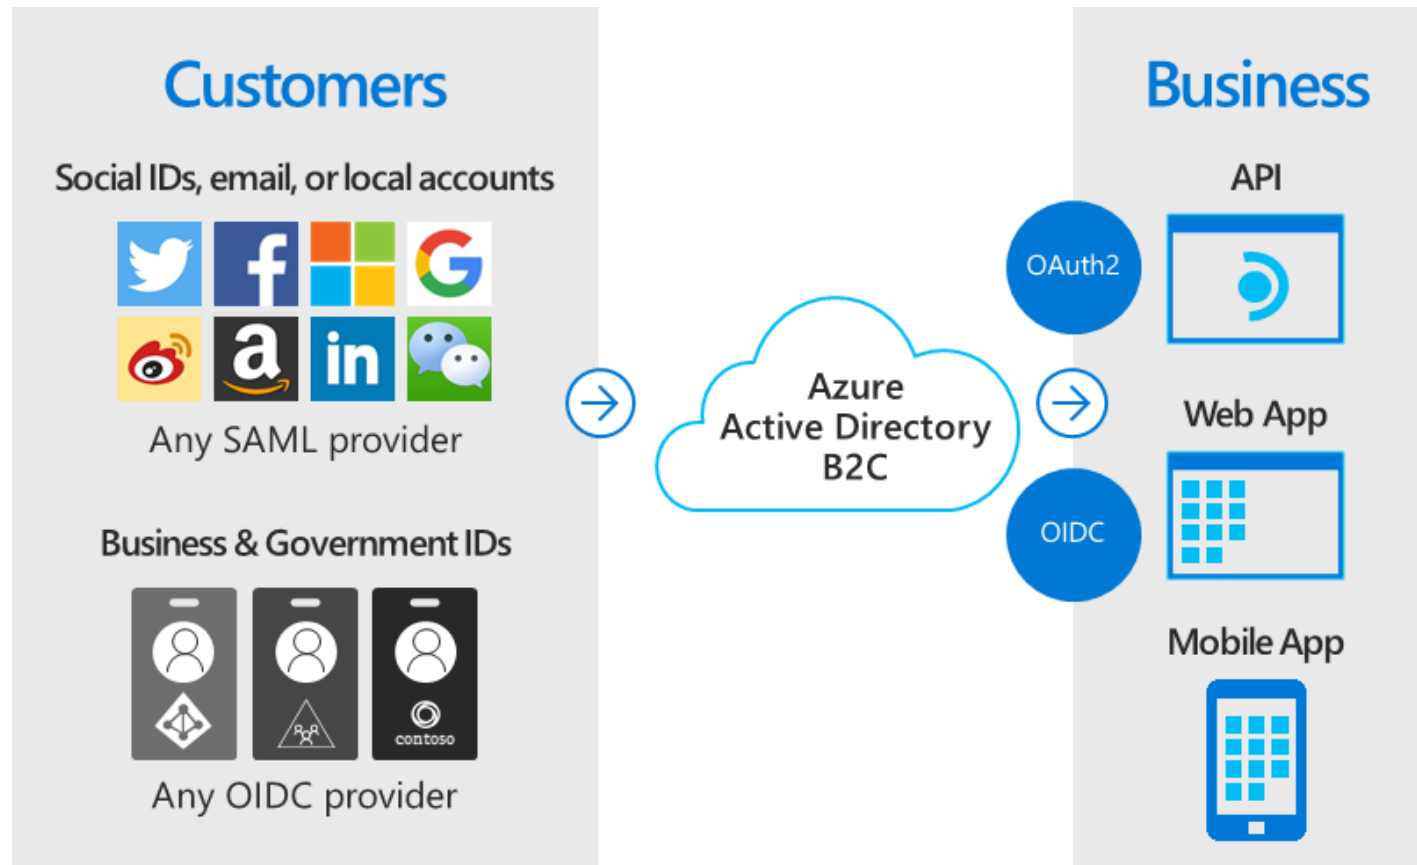 Customers
Social IDs, email, or local accounts
in
a
Any SAML provider
Business & Government IDs
contoso
Any OIDC provider
Azure
Active Directory
B2C
OAuth2
OIDC
Business
API
Web App
Mobile App